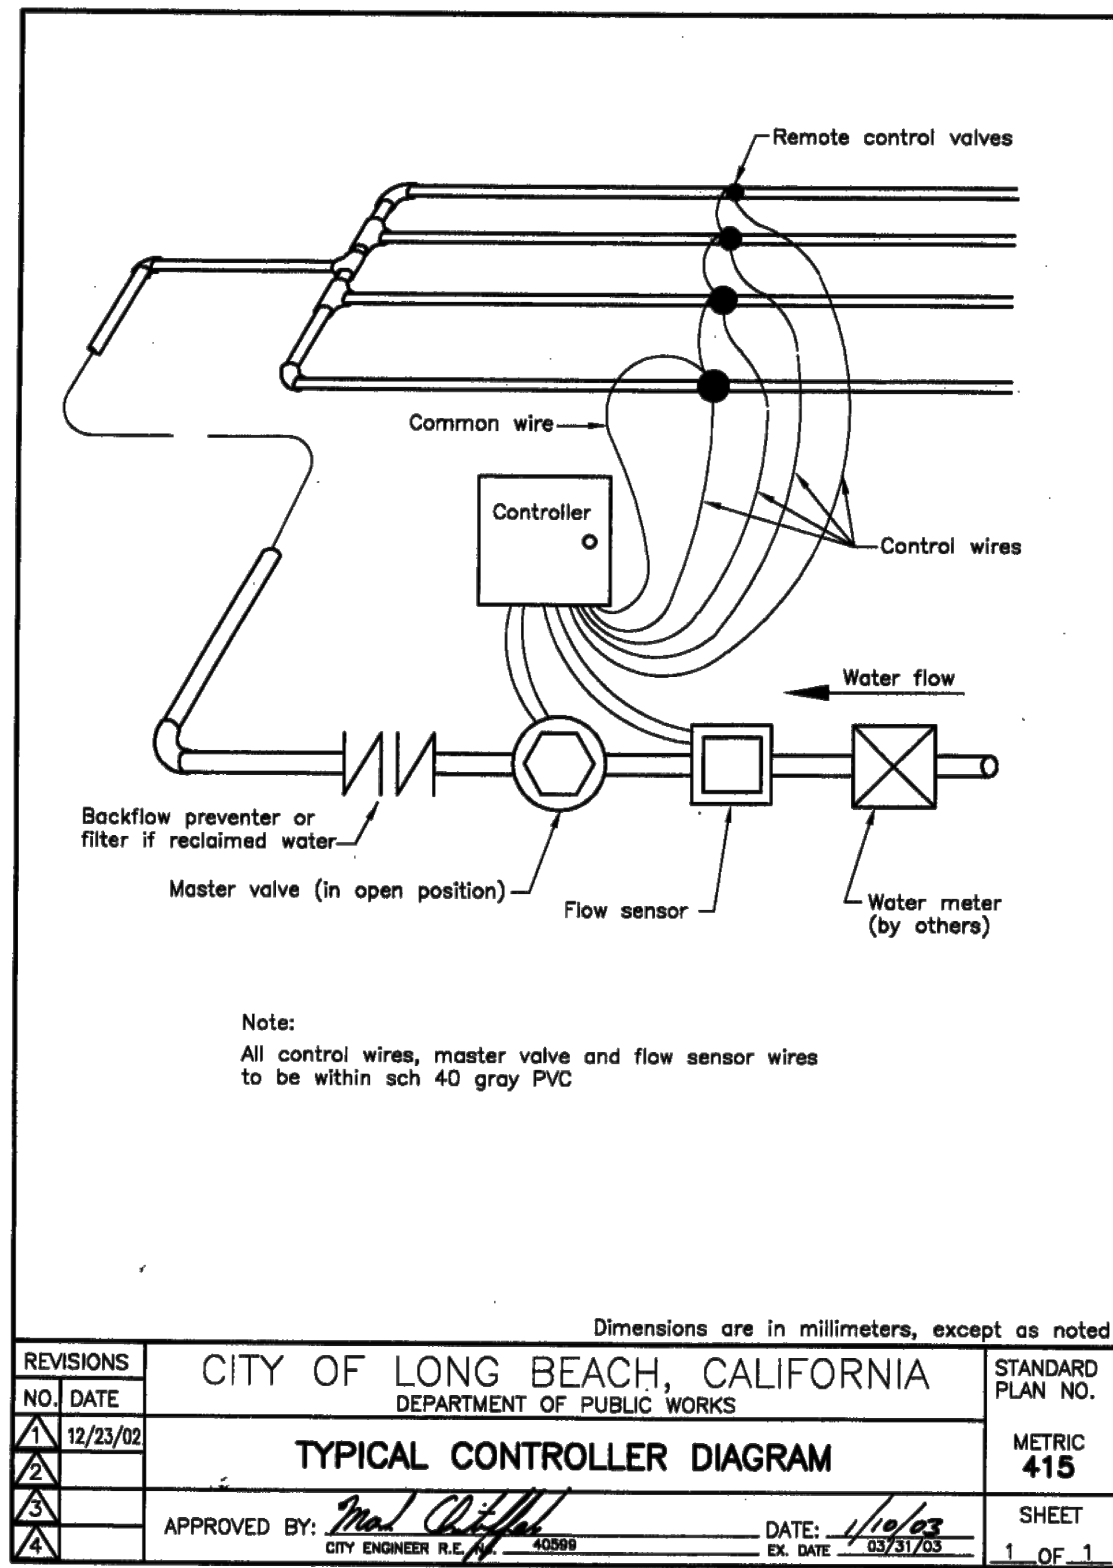 Remote control valves
Common wire
Controller
Control wires
Water flow
Backflow preventer or
filter if reclaimed water
Master valve (in open position)
Flow sensor
Water meter
(by others)
Note:
All control wires, master valve and flow sensor wires
to be within sch 40 gray PVC
Dimensions are in millimeters, except as noted
REVISIONS
NO. DATE
1 12/23/02
2
3
4
CITY OF LONG BEACH, CALIFORNIA
DEPARTMENT OF PUBLIC WORKS
TYPICAL CONTROLLER DIAGRAM
APPROVED BY:
CITY ENGINEER R.E. No. 40599
DATE: 1/10/03
EX. DATE 03/31/03
STANDARD
PLAN NO.
METRIC
415
SHEET
1 OF 1